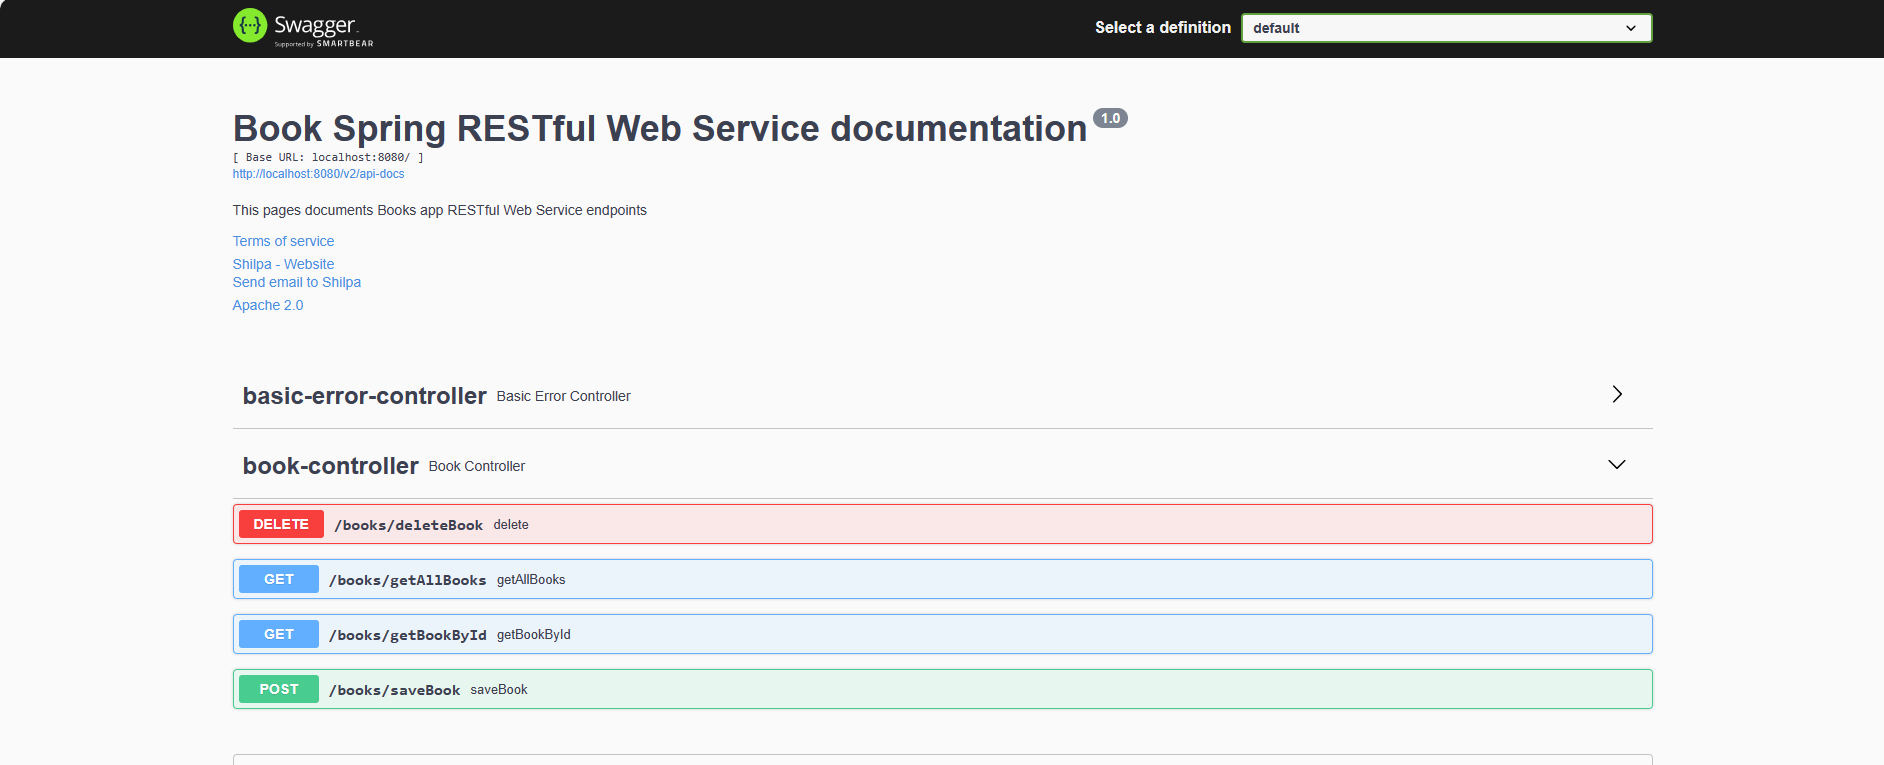 Swagger
Supported by SMARTBEAR
Select a definition
default
Book Spring RESTful Web Service documentation 1.0
[ Base URL: localhost:8080/ ]
http://localhost:8080/v2/api-docs
This pages documents Books app RESTful Web Service endpoints
Terms of service
Shilpa - Website
Send email to Shilpa
Apache 2.0
basic-error-controller Basic Error Controller
book-controller Book Controller
DELETE /books/deleteBook delete
GET /books/getAllBooks getAllBooks
GET /books/getBookById getBookById
POST /books/saveBook saveBook